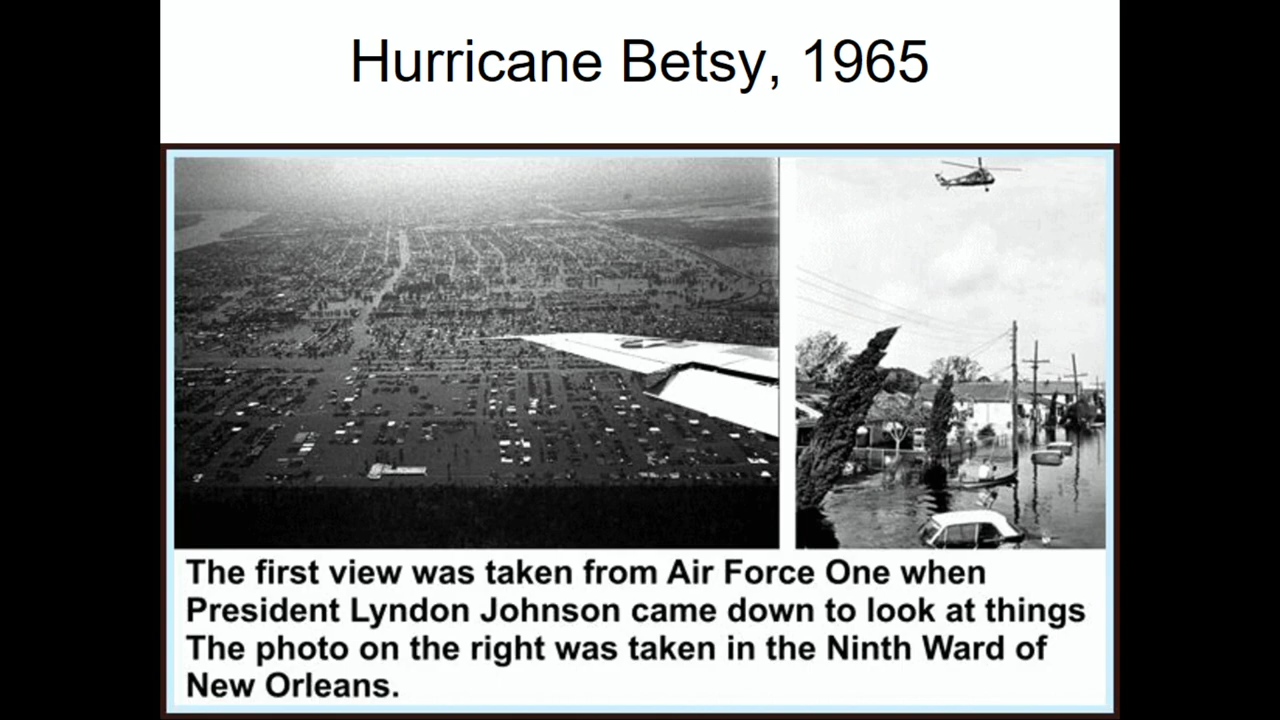 Hurricane Betsy, 1965
The first view was taken from Air Force One when
President Lyndon Johnson came down to look at things
The photo on the right was taken in the Ninth Ward of
New Orleans.